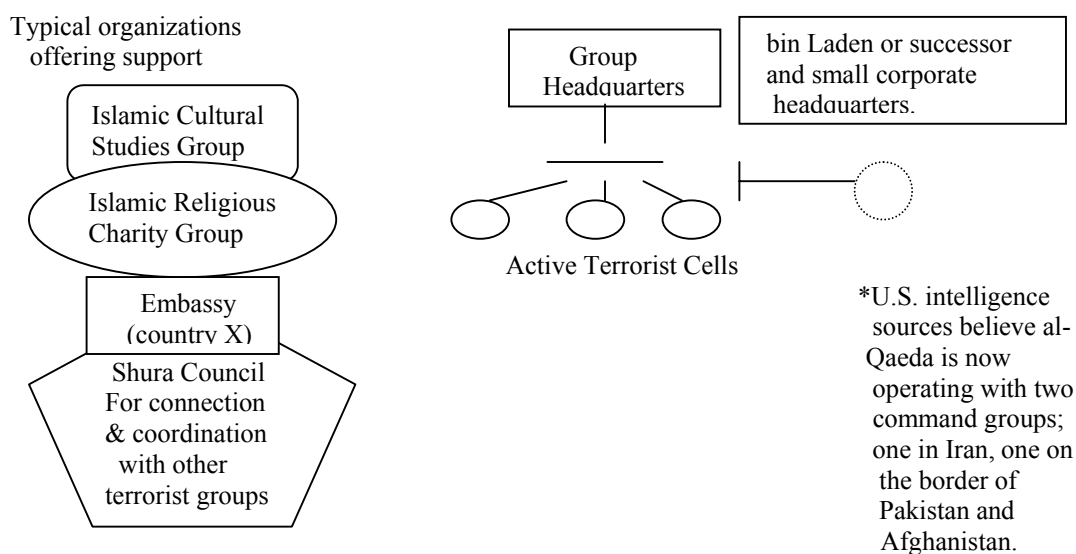 Typical organizations
offering support
Islamic Cultural
Studies Group
Islamic Religious
Charity Group
Embassy
(country X)
Shura Council
For connection
& coordination
with other
terrorist groups
Group
Headquarters
bin Laden or successor
and small corporate
headquarters.
Active Terrorist Cells
*U.S. intelligence
sources believe al-
Qaeda is now
operating with two
command groups;
one in Iran, one on
the border of
Pakistan and
Afghanistan.